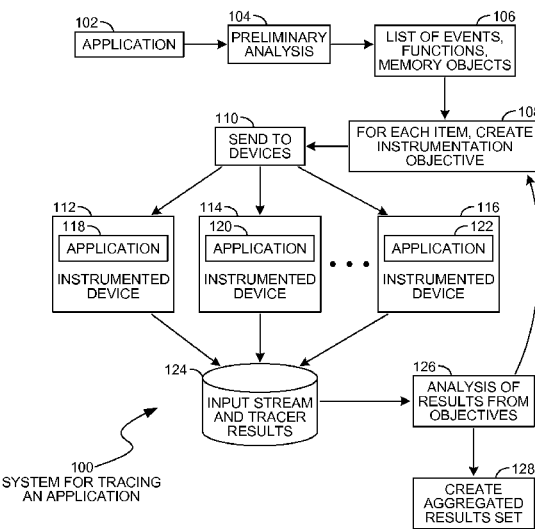 102
APPLICATION
104
PRELIMINARY
ANALYSIS
106
LIST OF EVENTS,
FUNCTIONS,
MEMORY OBJECTS
108
FOR EACH ITEM, CREATE
INSTRUMENTATION
OBJECTIVE
110
SEND TO
DEVICES
112
118
APPLICATION
INSTRUMENTED
DEVICE
114
120
APPLICATION
INSTRUMENTED
DEVICE
116
122
APPLICATION
INSTRUMENTED
DEVICE
124
INPUT STREAM
AND TRACER
RESULTS
126
ANALYSIS OF
RESULTS FROM
OBJECTIVES
128
CREATE
AGGREGATED
RESULTS SET
100
SYSTEM FOR TRACING
AN APPLICATION